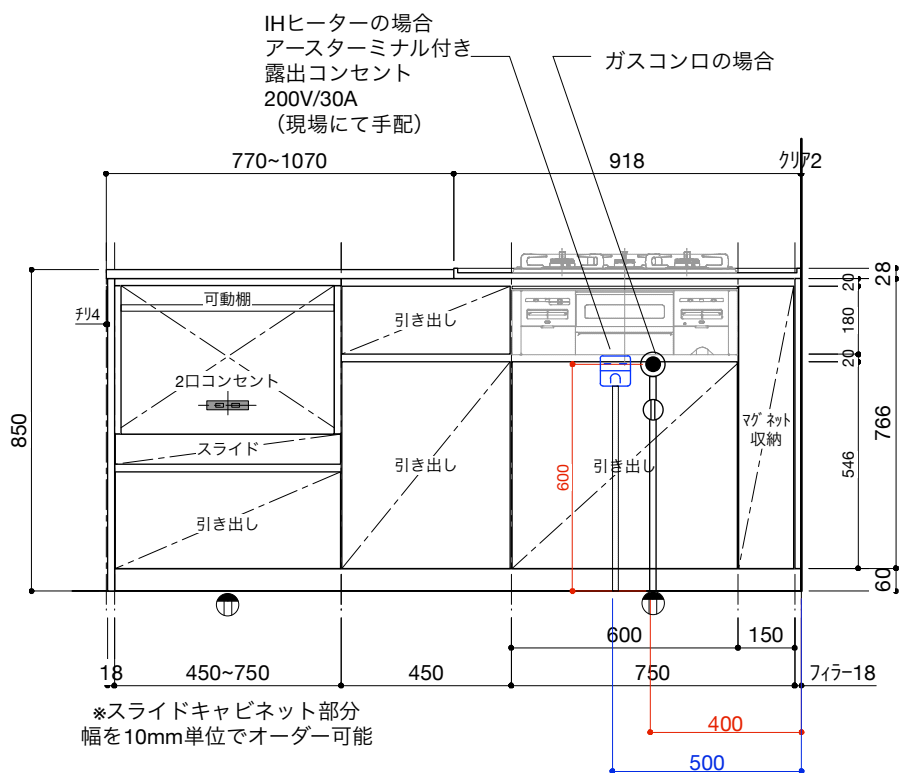 IHヒーターの場合
アースターミナル付き
露出コンセント
200V/30A
（現場にて手配）
ガスコンロの場合
770~1070
918
ｸﾘｱ2
28
20
可動棚
ﾁﾘ4
引き出し
180
20
2口コンセント
850
766
スライド
引き出し
600
引き出し
ﾏｸﾞﾈｯﾄ
収納
546
引き出し
60
600
150
18
450~750
450
750
ﾌｨﾗｰ18
※スライドキャビネット部分
幅を10mm単位でオーダー可能
400
500